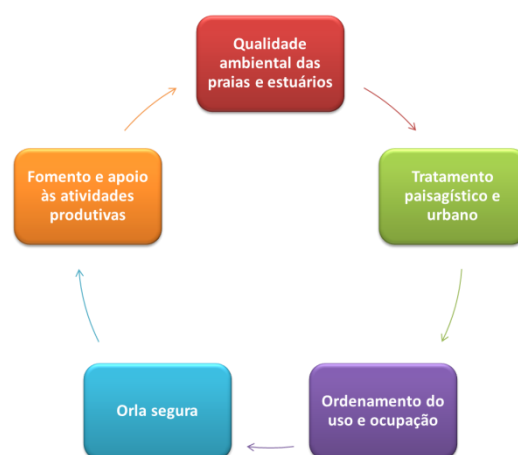 Qualidade
ambiental das
praias e estuários
Tratamento
paisagístico e
urbano
Ordenamento do
uso e ocupação
Orla segura
Fomento e apoio
às atividades
produtivas